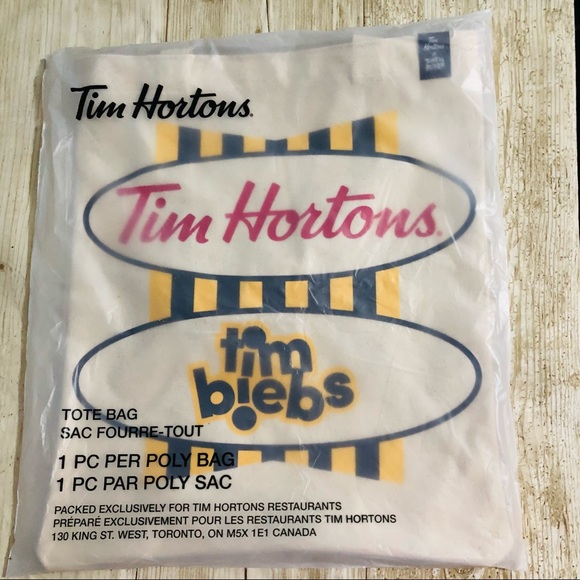 Tim Hortons.
Tim Hortons.
tim
biebs
TOTE BAG
SAC FOURRE-TOUT
1 PC PER POLY BAG
1 PC PAR POLY SAC
PACKED EXCLUSIVELY FOR TIM HORTONS RESTAURANTS
PRÉPARÉ EXCLUSIVEMENT POUR LES RESTAURANTS TIM HORTONS
130 KING ST. WEST, TORONTO, ON M5X 1E1 CANADA